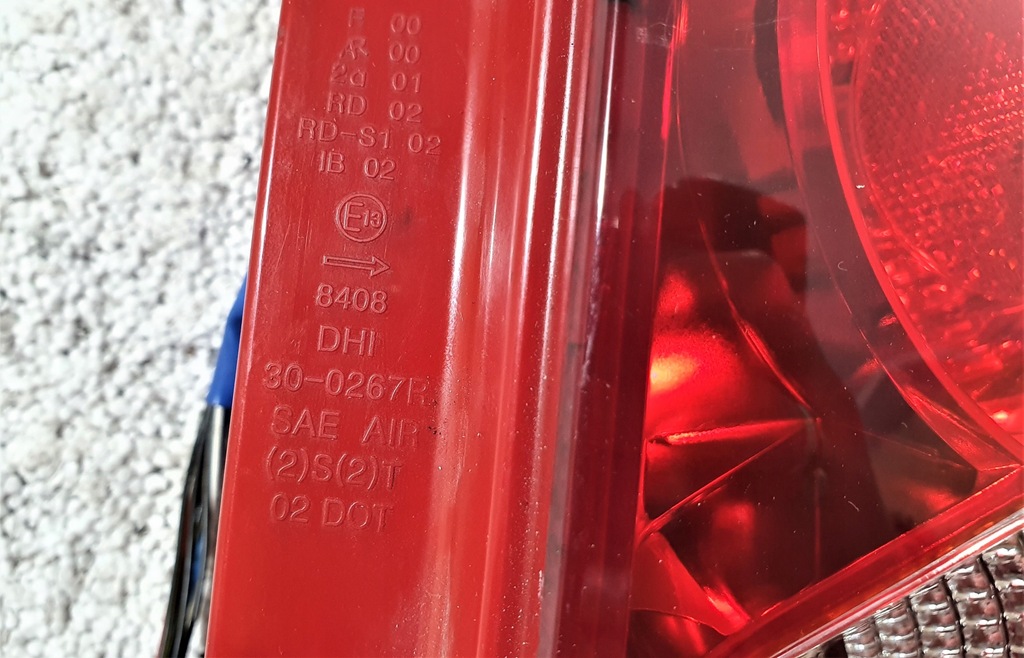 F 00
AR 00
2a 01
RD 02
RD-S1 02
IB 02
E13
8408
DHI
30-0267R
SAE AIR
(2)S(2)T
02 DOT